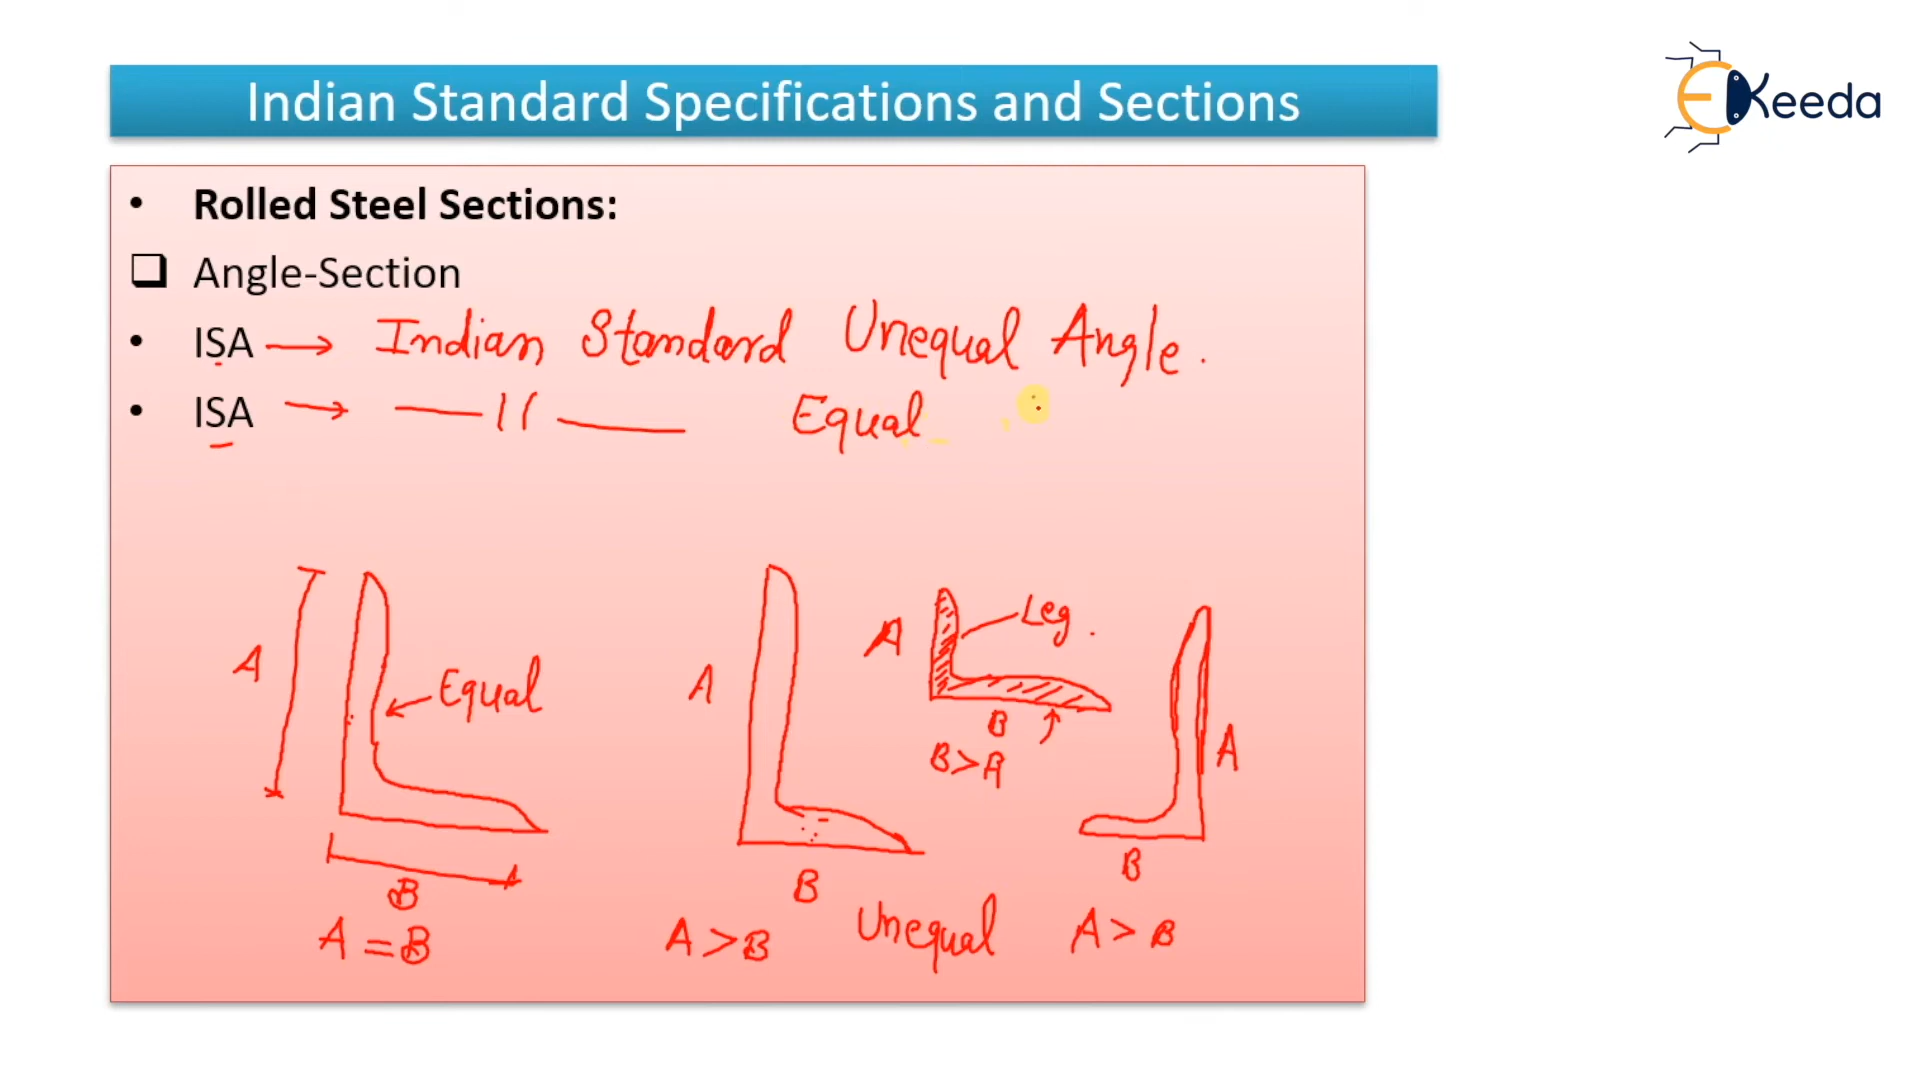 Indian Standard Specifications and Sections
EKeeda
• Rolled Steel Sections:
❑ Angle-Section
• ISA → Indian Standard Unequal Angle.
• ISA → —— 〃 —— Equal
A
Equal
B
A = B
A
B
A > B
Unequal
A
Leg.
B
B > A
A
B
A > B